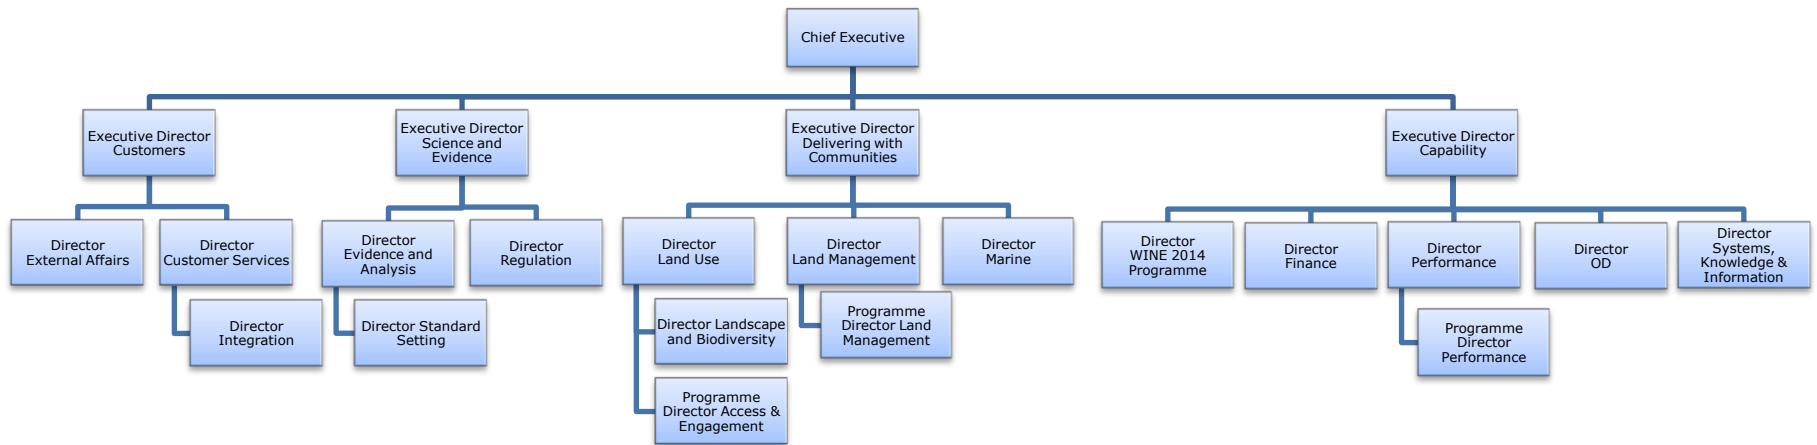 Chief Executive
Executive Director
Customers
Executive Director
Science and
Evidence
Executive Director
Delivering with
Communities
Executive Director
Capability
Director
External Affairs
Director
Customer Services
Director
Evidence and
Analysis
Director
Regulation
Director
Land Use
Director
Land Management
Director
Marine
Director
WINE 2014
Programme
Director
Finance
Director
Performance
Director
OD
Director
Systems,
Knowledge &
Information
Director
Integration
Director Standard
Setting
Director Landscape
and Biodiversity
Programme
Director Land
Management
Programme
Director
Performance
Programme
Director Access &
Engagement